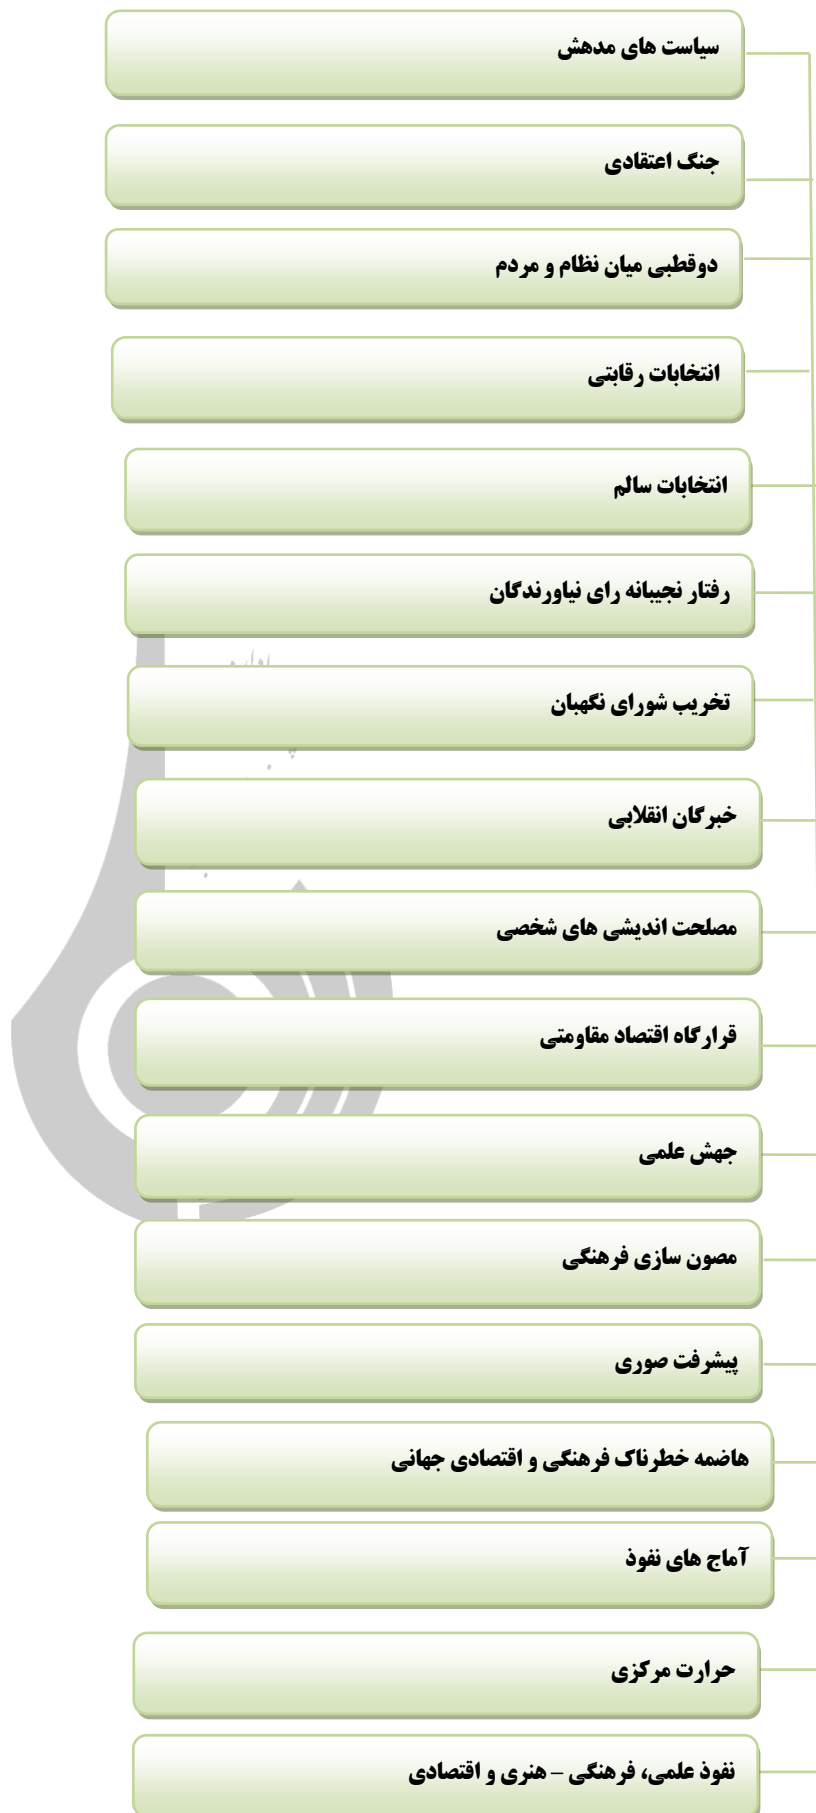 سیاست های مدهش
جنگ اعتقادی
دوقطبی میان نظام و مردم
انتخابات رقابتی
انتخابات سالم
رفتار نجیبانه رای نیاورندگان
تخریب شورای نگهبان
خبرگان انقلابی
مصلحت اندیشی های شخصی
قرارگاه اقتصاد مقاومتی
جهش علمی
مصون سازی فرهنگی
پیشرفت صوری
هاضمه خطرناک فرهنگی و اقتصادی جهانی
آماج های نفوذ
حرارت مرکزی
نفوذ علمی، فرهنگی – هنری و اقتصادی